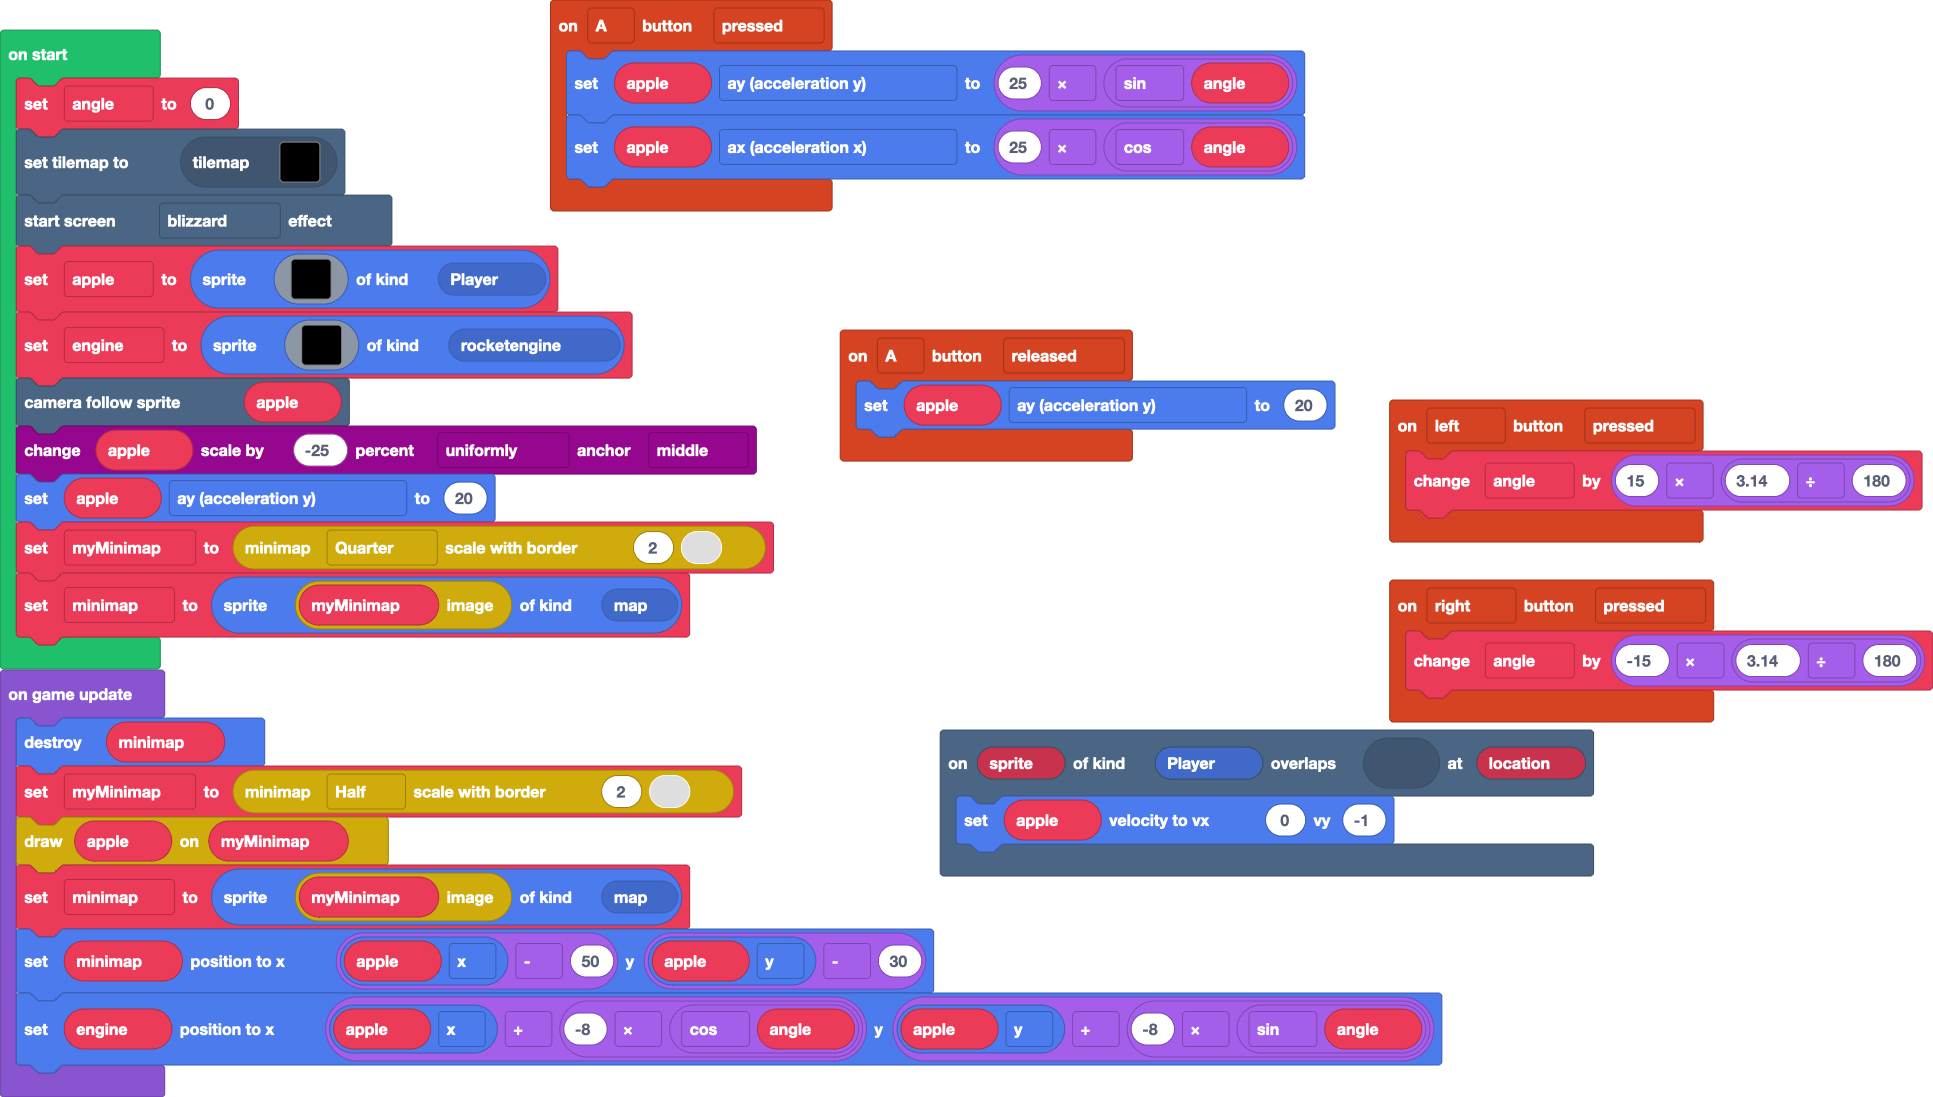 on start
set angle to 0
set tilemap to tilemap
start screen blizzard effect
set apple to sprite of kind Player
set engine to sprite of kind rocketengine
camera follow sprite apple
change apple scale by -25 percent uniformly anchor middle
set apple ay (acceleration y) to 20
set myMinimap to minimap Quarter scale with border 2
set minimap to sprite myMinimap image of kind map
on game update
destroy minimap
set myMinimap to minimap Half scale with border 2
draw apple on myMinimap
set minimap to sprite myMinimap image of kind map
set minimap position to x apple x - 50 y apple y - 30
set engine position to x apple x + -8 × cos angle y apple y + -8 × sin angle
on A button pressed
set apple ay (acceleration y) to 25 × sin angle
set apple ax (acceleration x) to 25 × cos angle
on A button released
set apple ay (acceleration y) to 20
on left button pressed
change angle by 15 × 3.14 ÷ 180
on right button pressed
change angle by -15 × 3.14 ÷ 180
on sprite of kind Player overlaps at location
set apple velocity to vx 0 vy -1